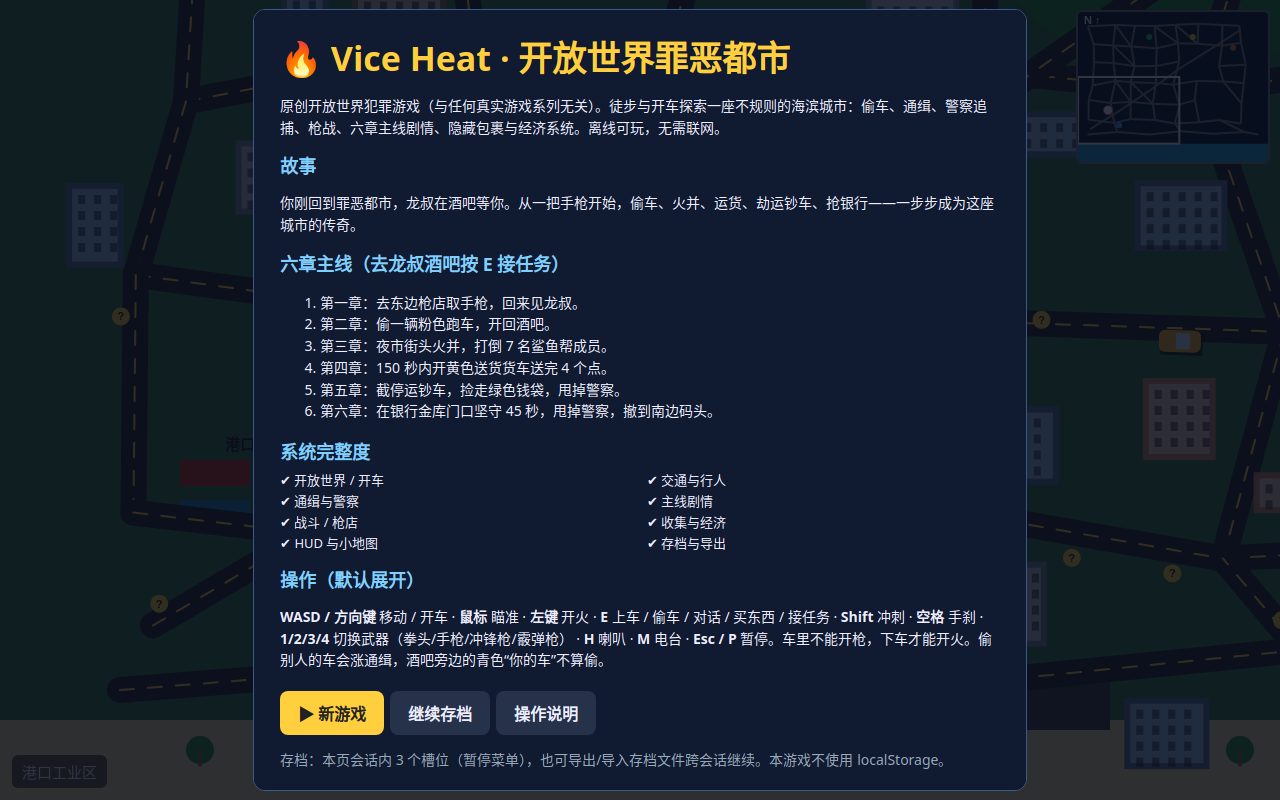 🔥 Vice Heat · 开放世界罪恶都市
原创开放世界犯罪游戏（与任何真实游戏系列无关）。徒步与开车探索一座不规则的海滨城市：偷车、通缉、警察追
捕、枪战、六章主线剧情、隐藏包裹与经济系统。离线可玩，无需联网。
故事
你刚回到罪恶都市，龙叔在酒吧等你。从一把手枪开始，偷车、火并、运货、劫运钞车、抢银行——一步步成为这座
城市的传奇。
六章主线（去龙叔酒吧按 E 接任务）
1. 第一章：去东边枪店取手枪，回来见龙叔。
2. 第二章：偷一辆粉色跑车，开回酒吧。
3. 第三章：夜市街头火并，打倒 7 名鲨鱼帮成员。
4. 第四章：150 秒内开黄色送货货车送完 4 个点。
5. 第五章：截停运钞车，捡走绿色钱袋，甩掉警察。
6. 第六章：在银行金库门口坚守 45 秒，甩掉警察，撤到南边码头。
系统完整度
✔ 开放世界 / 开车
✔ 交通与行人
✔ 通缉与警察
✔ 主线剧情
✔ 战斗 / 枪店
✔ 收集与经济
✔ HUD 与小地图
✔ 存档与导出
操作（默认展开）
WASD / 方向键 移动 / 开车 · 鼠标 瞄准 · 左键 开火 · E 上车 / 偷车 / 对话 / 买东西 / 接任务 · Shift 冲刺 · 空格 手刹 ·
1/2/3/4 切换武器（拳头/手枪/冲锋枪/霰弹枪） · H 喇叭 · M 电台 · Esc / P 暂停。车里不能开枪，下车才能开火。偷
别人的车会涨通缉，酒吧旁边的青色“你的车”不算偷。
▶ 新游戏
继续存档
操作说明
存档：本页会话内 3 个槽位（暂停菜单），也可导出/导入存档文件跨会话继续。本游戏不使用 localStorage。
N ↑
港口
港口工业区
?
?
?
?
?